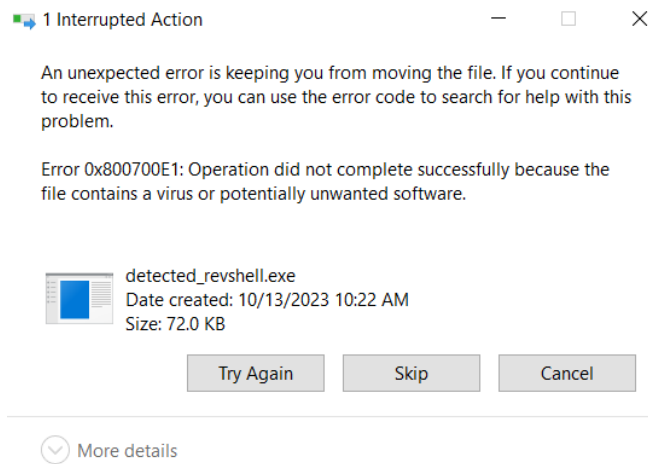 1 Interrupted Action
An unexpected error is keeping you from moving the file. If you continue
to receive this error, you can use the error code to search for help with this
problem.
Error 0x800700E1: Operation did not complete successfully because the
file contains a virus or potentially unwanted software.
detected_revshell.exe
Date created: 10/13/2023 10:22 AM
Size: 72.0 KB
Try Again
Skip
Cancel
More details